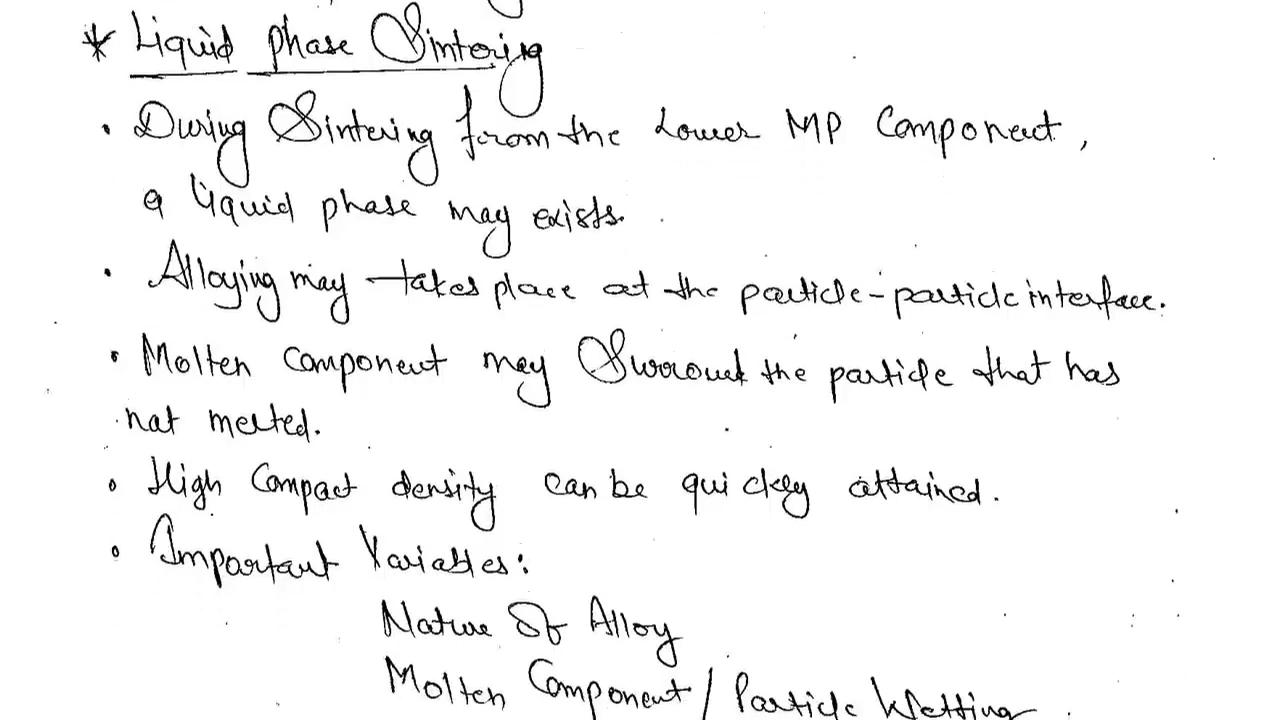 * Liquid phase Sintering
• During Sintering from the Lower MP Component,
a liquid phase may exists.
• Alloying may takes place at the particle-particle interface.
• Molten component may Surround the particle that has
not melted.
• High Compact density can be quickly attained.
• Important Variables:
Nature Of Alloy
Molten Component / Particle Wetting